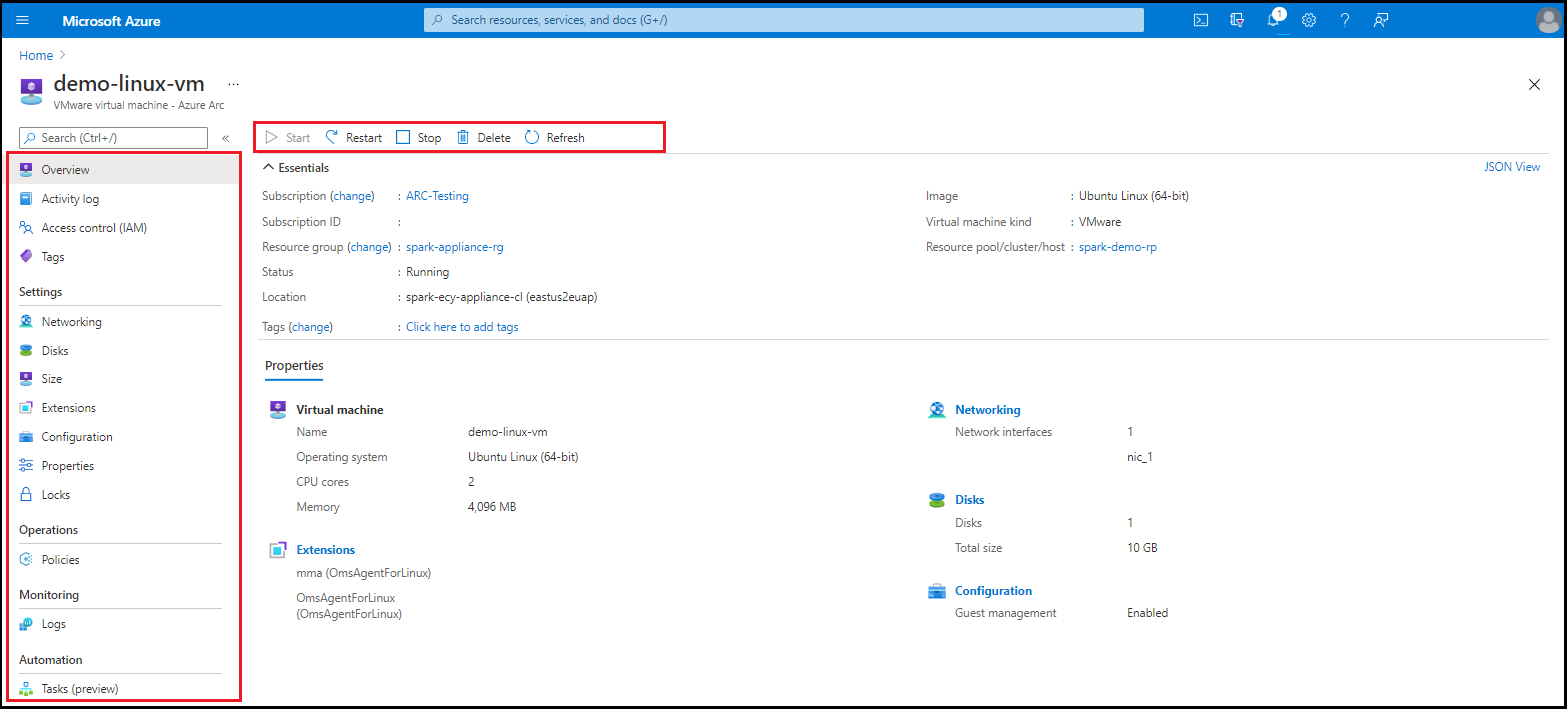 Microsoft Azure
Search resources, services, and docs (G+/)
1
Home
demo-linux-vm
VMware virtual machine - Azure Arc
Search (Ctrl+/)
Overview
Activity log
Access control (IAM)
Tags
Settings
Networking
Disks
Size
Extensions
Configuration
Properties
Locks
Operations
Policies
Monitoring
Logs
Automation
Tasks (preview)
Start Restart Stop Delete Refresh
Essentials
JSON View
Subscription (change) : ARC-Testing
Subscription ID :
Resource group (change) : spark-appliance-rg
Status : Running
Location : spark-ecy-appliance-cl (eastus2euap)
Tags (change) : Click here to add tags
Image : Ubuntu Linux (64-bit)
Virtual machine kind : VMware
Resource pool/cluster/host : spark-demo-rp
Properties
Virtual machine
Name demo-linux-vm
Operating system Ubuntu Linux (64-bit)
CPU cores 2
Memory 4,096 MB
Extensions
mma (OmsAgentForLinux)
OmsAgentForLinux
(OmsAgentForLinux)
Networking
Network interfaces 1
nic_1
Disks
Disks 1
Total size 10 GB
Configuration
Guest management Enabled